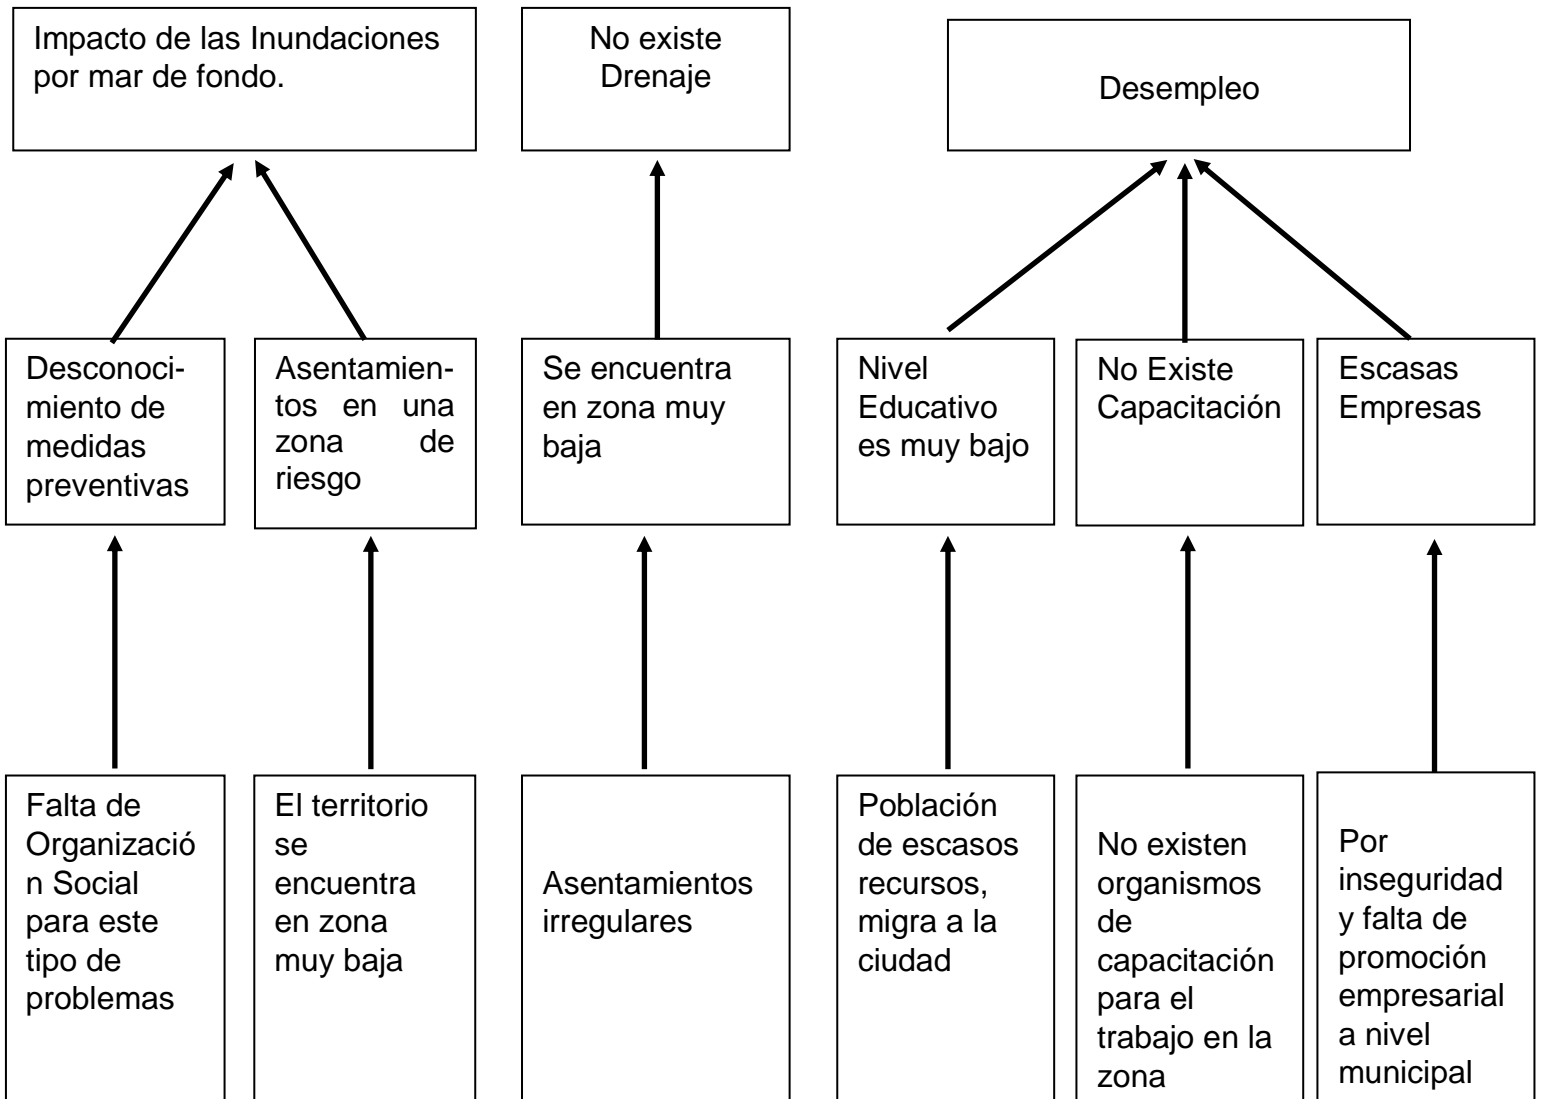 Impacto de las Inundaciones
por mar de fondo.
No existe
Drenaje
Desempleo
Desconoci-
miento de
medidas
preventivas
Asentamien-
tos en una
zona de
riesgo
Se encuentra
en zona muy
baja
Nivel
Educativo
es muy bajo
No Existe
Capacitación
Escasas
Empresas
Falta de
Organizació
n Social
para este
tipo de
problemas
El territorio
se
encuentra
en zona
muy baja
Asentamientos
irregulares
Población
de escasos
recursos,
migra a la
ciudad
No existen
organismos
de
capacitación
para el
trabajo en la
zona
Por
inseguridad
y falta de
promoción
empresarial
a nivel
municipal